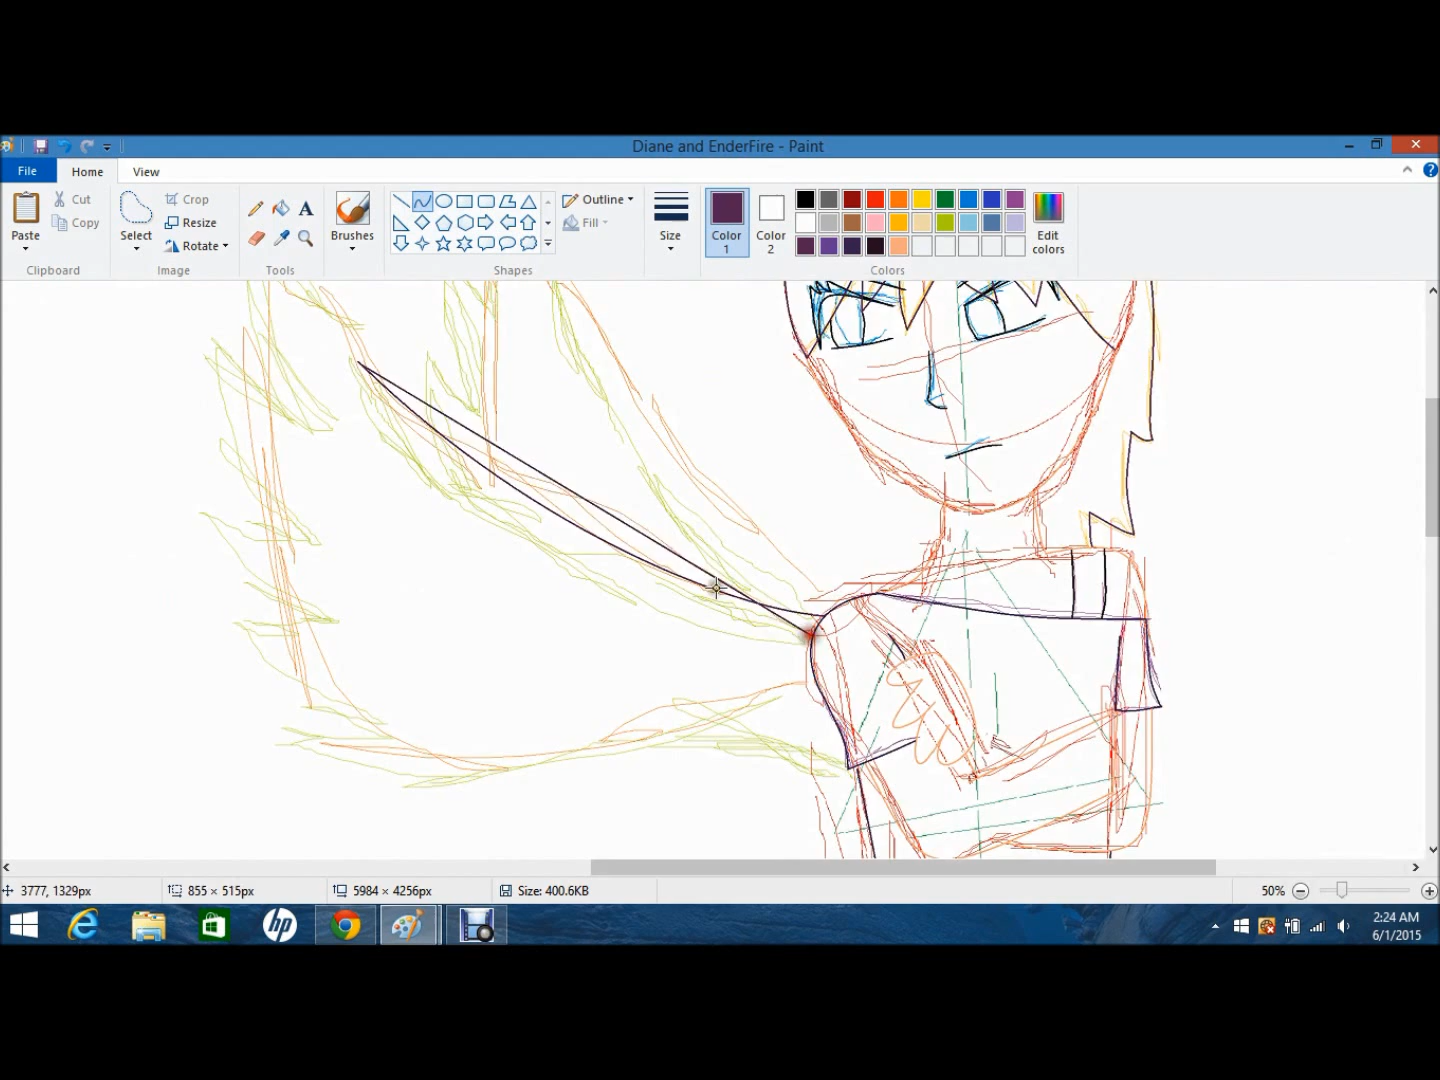 Diane and EnderFire - Paint
File Home View
Paste
Cut
Copy
Clipboard
Select
Crop
Resize
Rotate
Image
A
Tools
Brushes
Shapes
Outline
Fill
Size
Color 1
Color 2
Colors
Edit colors
3777, 1329px
855 × 515px
5984 × 4256px
Size: 400.6KB
50%
hp
2:24 AM
6/1/2015